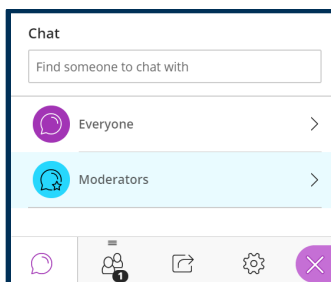 Chat
Find someone to chat with
Everyone
Moderators
1